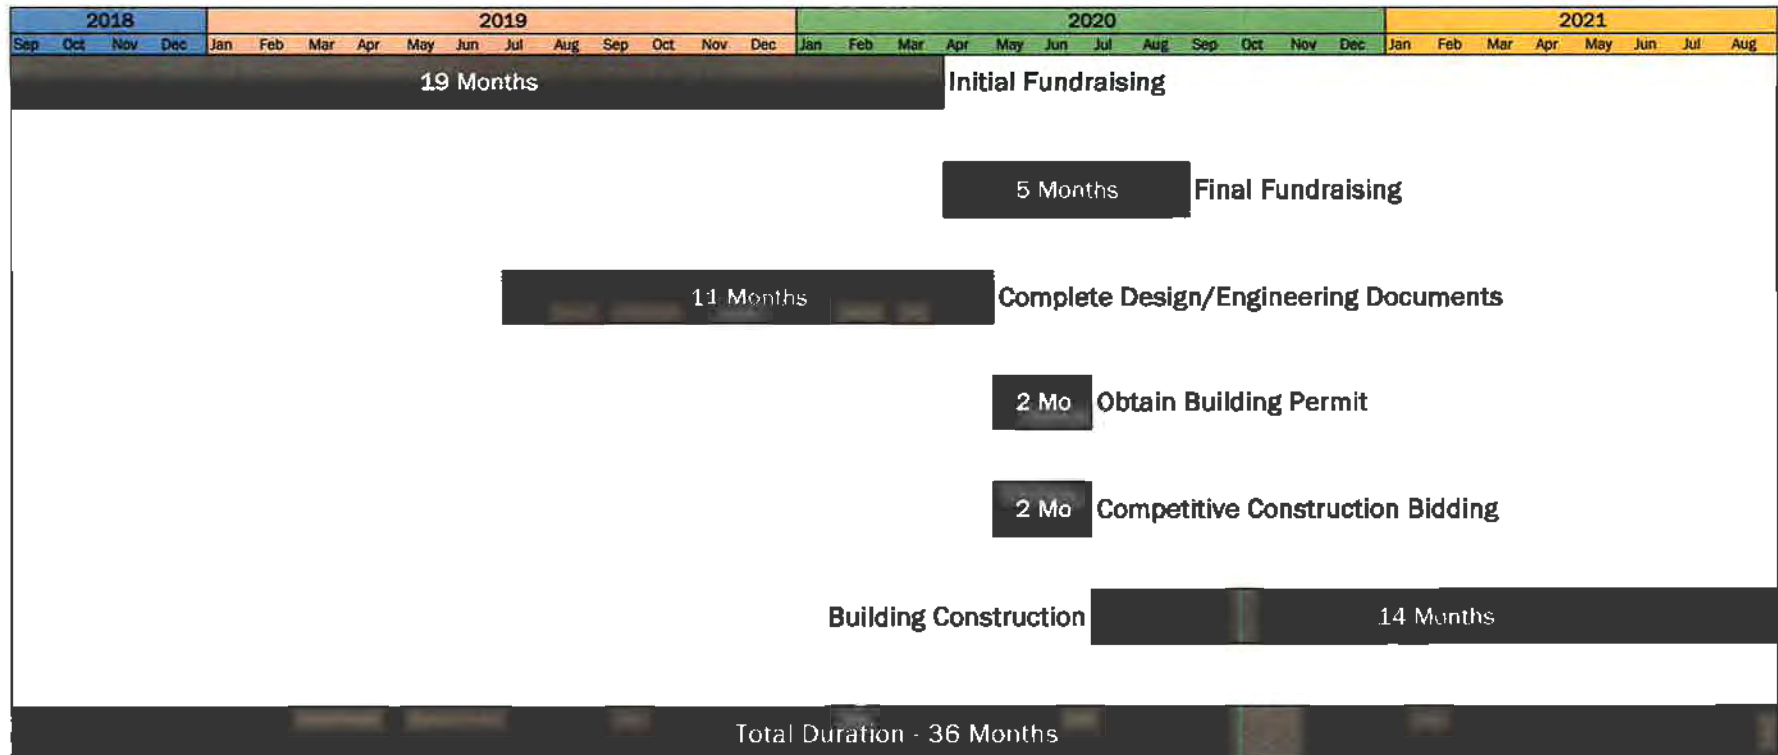 2018 2019 2020 2021
Sep Oct Nov Dec Jan Feb Mar Apr May Jun Jul Aug Sep Oct Nov Dec Jan Feb Mar Apr May Jun Jul Aug Sep Oct Nov Dec Jan Feb Mar Apr May Jun Jul Aug
19 Months Initial Fundraising
5 Months Final Fundraising
11 Months Complete Design/Engineering Documents
2 Mo Obtain Building Permit
2 Mo Competitive Construction Bidding
Building Construction 14 Months
Total Duration - 36 Months